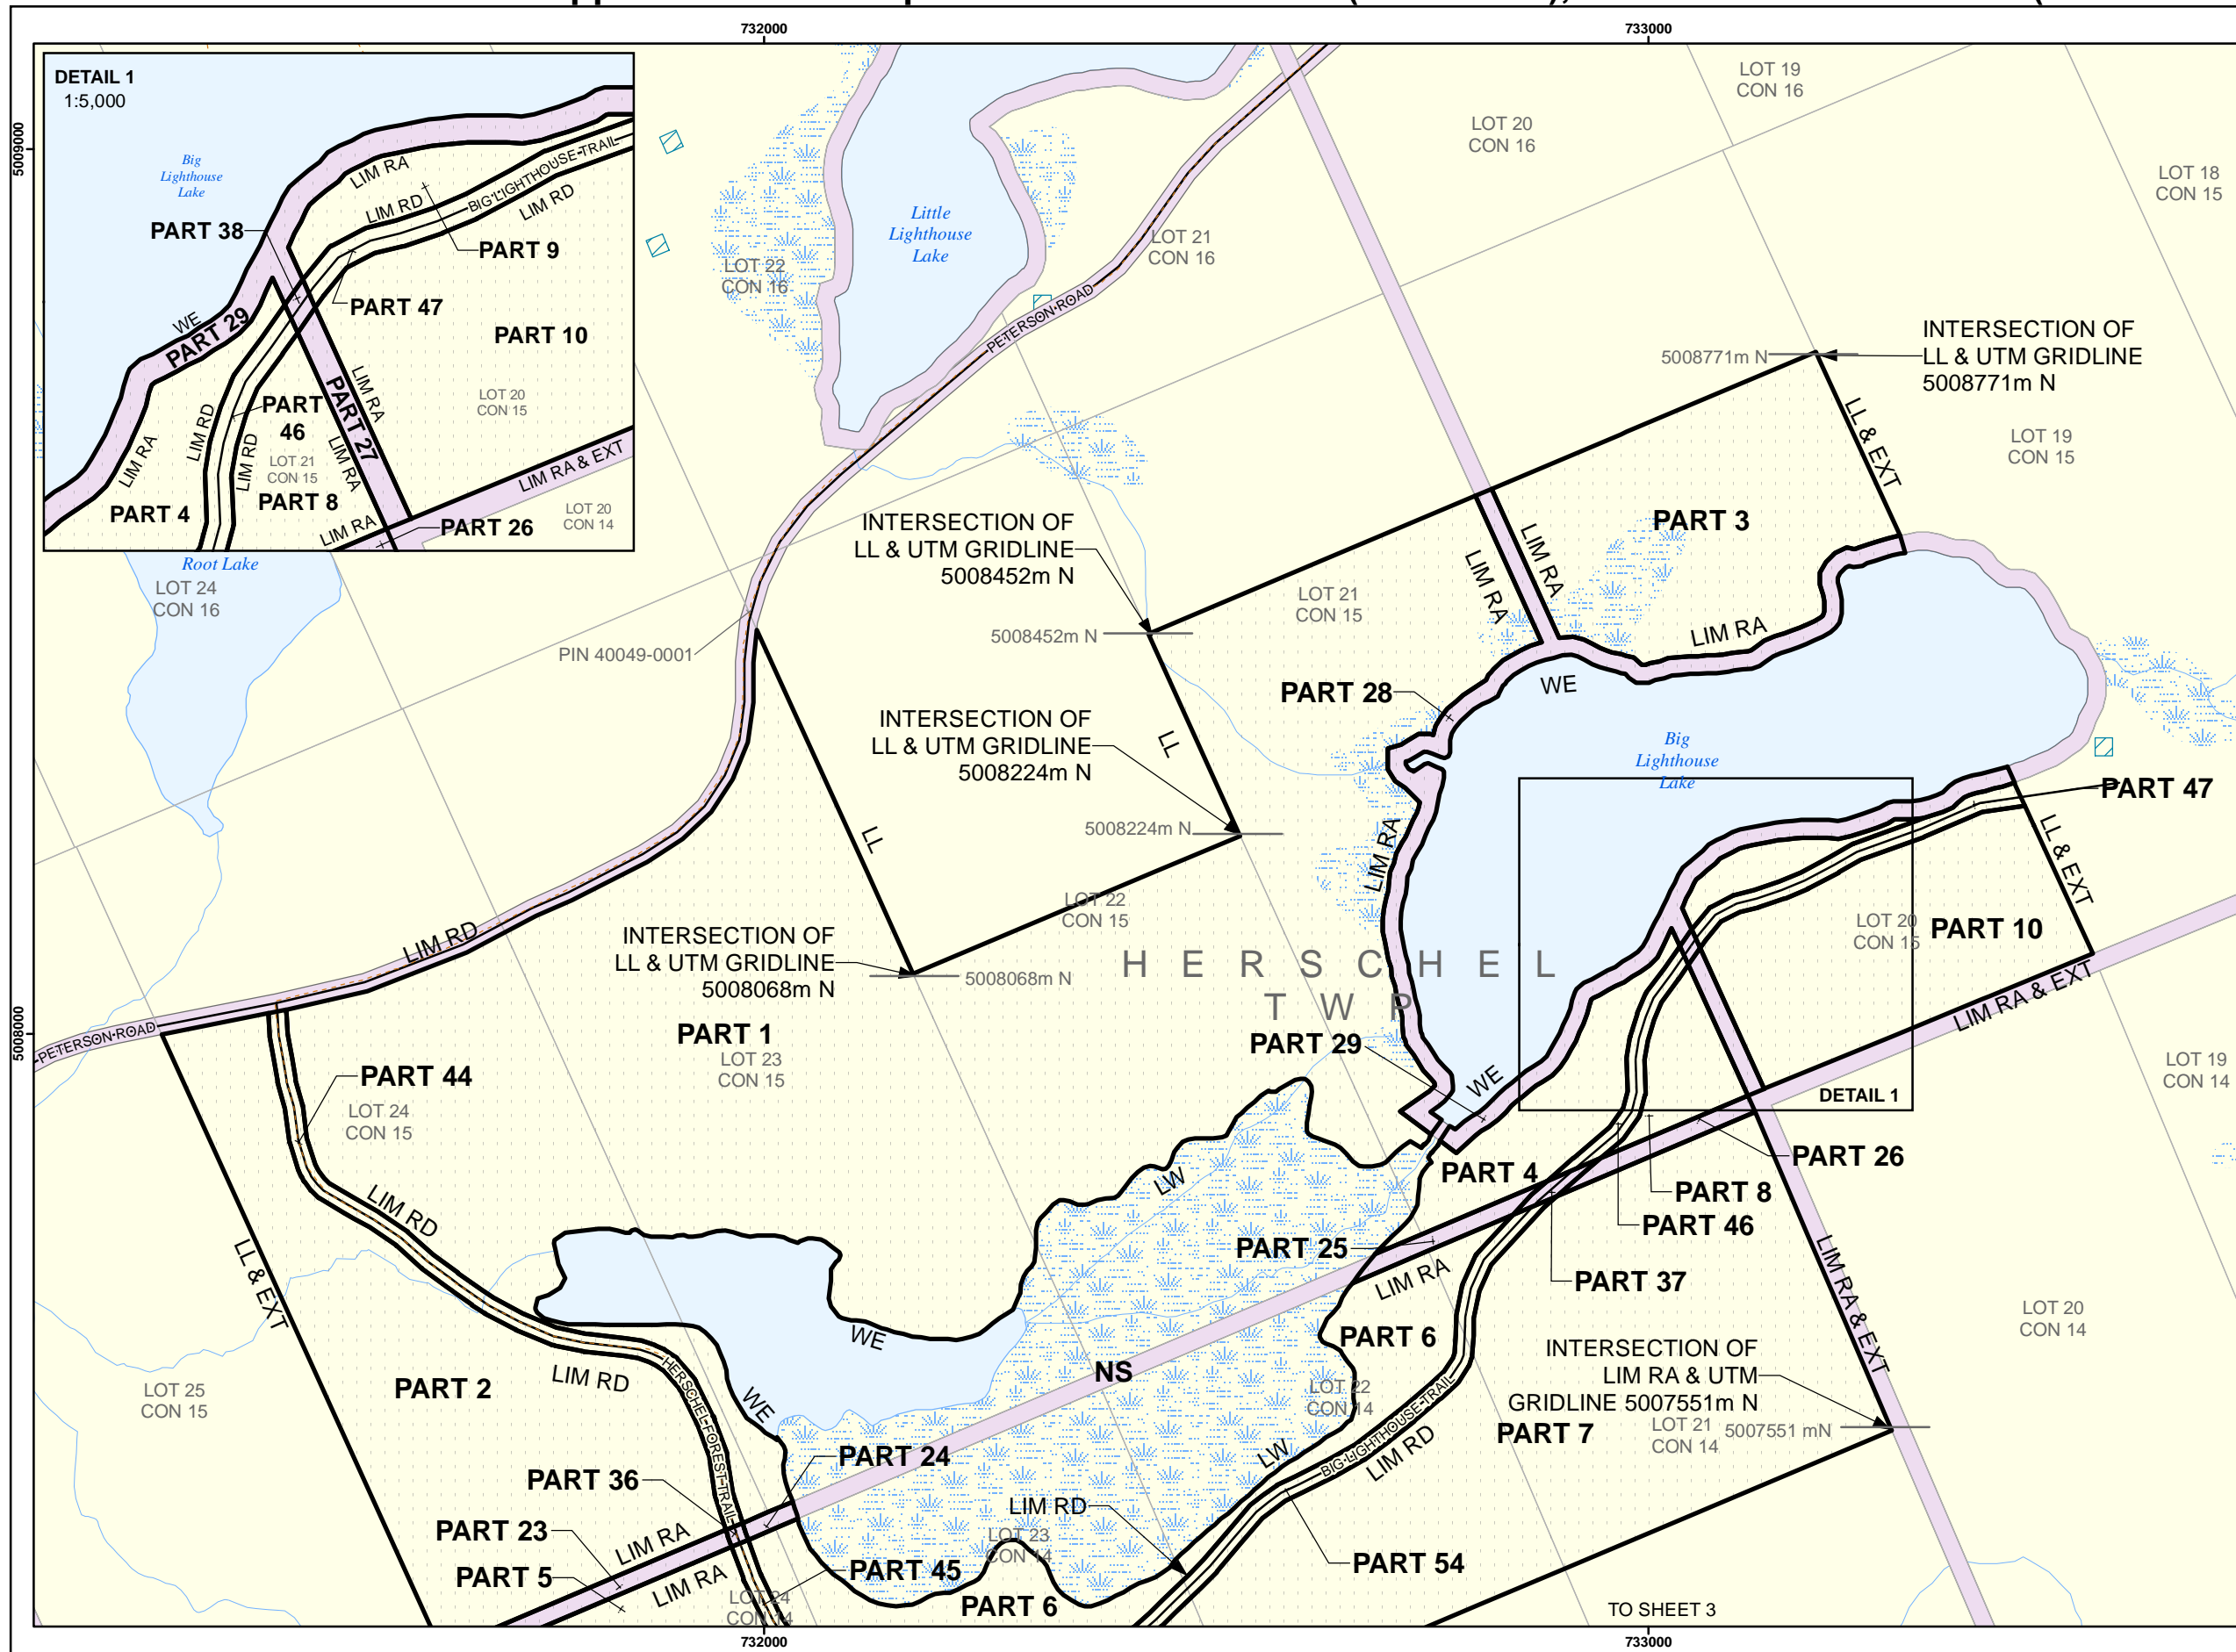 732000
733000
5009000
5008000
DETAIL 1
1:5,000
Big
Lighthouse
Lake
LIM RA
LIM RD
BIG LIGHTHOUSE TRAIL
LIM RD
PART 38
PART 9
PART 47
PART 10
WE
PART 29
LIM RA
PART 27
LIM RD
PART
46
LIM RD
LIM RA
LIM RA
LOT 20
CON 15
LOT 21
CON 15
PART 8
PART 4
LIM RA
LIM RA & EXT
PART 26
LOT 20
CON 14
LOT 19
CON 16
LOT 20
CON 16
LOT 18
CON 15
Little
Lighthouse
Lake
LOT 21
CON 16
LOT 22
CON 16
PETERSON ROAD
INTERSECTION OF
LL & UTM GRIDLINE
5008771m N
5008771m N
LL & EXT
LOT 19
CON 15
PART 3
Root Lake
LOT 24
CON 16
INTERSECTION OF
LL & UTM GRIDLINE
5008452m N
LIM RA
LIM RA
LOT 21
CON 15
5008452m N
LIM RA
PIN 40049-0001
PART 28
WE
INTERSECTION OF
LL & UTM GRIDLINE
5008224m N
LL
Big
Lighthouse
Lake
PART 47
5008224m N
LL
LIM RA
LL & EXT
LOT 22
CON 15
LOT 20
CON 15
PART 10
LIM RD
INTERSECTION OF
LL & UTM GRIDLINE
5008068m N
5008068m N
HERSCHEL
TWP
LIM RA & EXT
PETERSON ROAD
PART 1
LOT 23
CON 15
PART 29
WE
LOT 19
CON 14
PART 44
DETAIL 1
LOT 24
CON 15
PART 26
PART 4
LW
PART 8
LIM RD
PART 46
PART 25
LL & EXT
LIM RA
PART 37
LIM RA & EXT
LOT 20
CON 14
WE
PART 6
NS
INTERSECTION OF
LIM RA & UTM
GRIDLINE 5007551m N
LIM RD
HERSCHEL FOREST TRAIL
WE
PART 2
LOT 25
CON 15
LOT 22
CON 14
BIG LIGHTHOUSE TRAIL
PART 7
LOT 21
CON 14
5007551 mN
LIM RD
LW
PART 24
PART 36
LIM RD
PART 23
LIM RA
LOT 23
CON 14
PART 54
PART 5
LIM RA
PART 45
LOT 24
CON 14
PART 6
TO SHEET 3
732000
733000